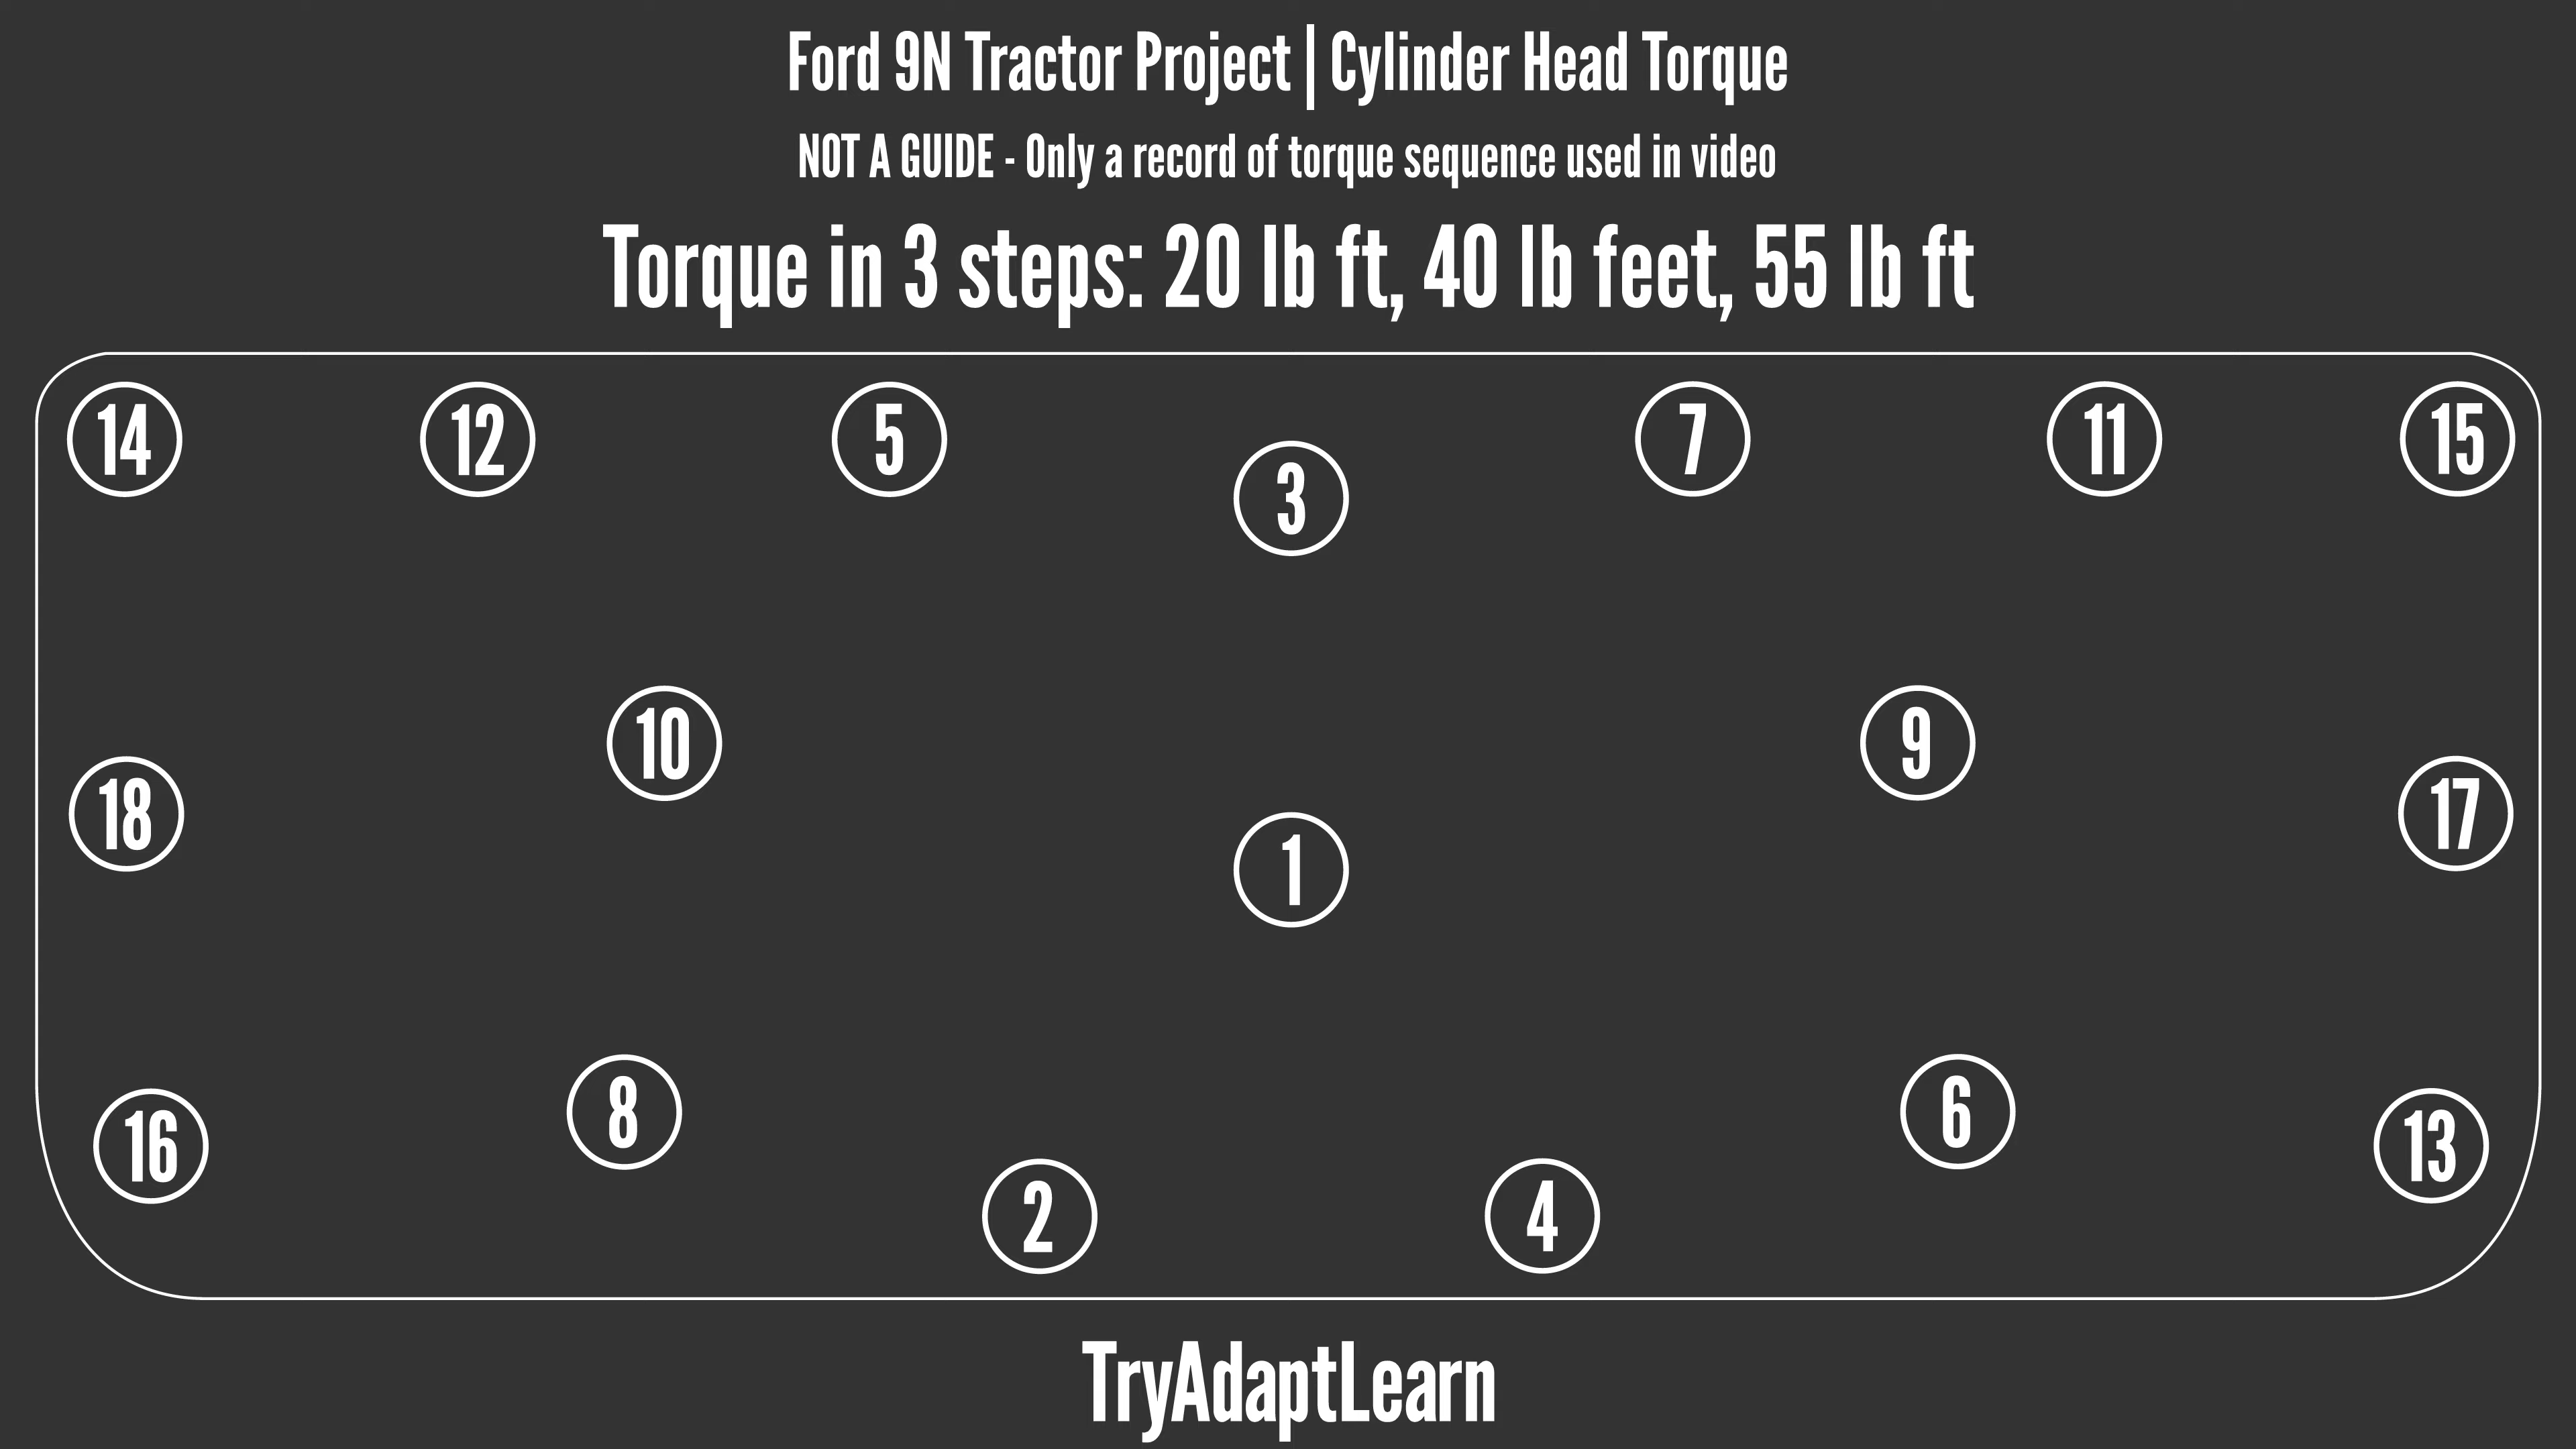 Ford 9N Tractor Project | Cylinder Head Torque
NOT A GUIDE - Only a record of torque sequence used in video
Torque in 3 steps: 20 lb ft, 40 lb feet, 55 lb ft
14 12 5 3 7 11 15
10 9
18 1 17
16 8 6 13
2 4
TryAdaptLearn